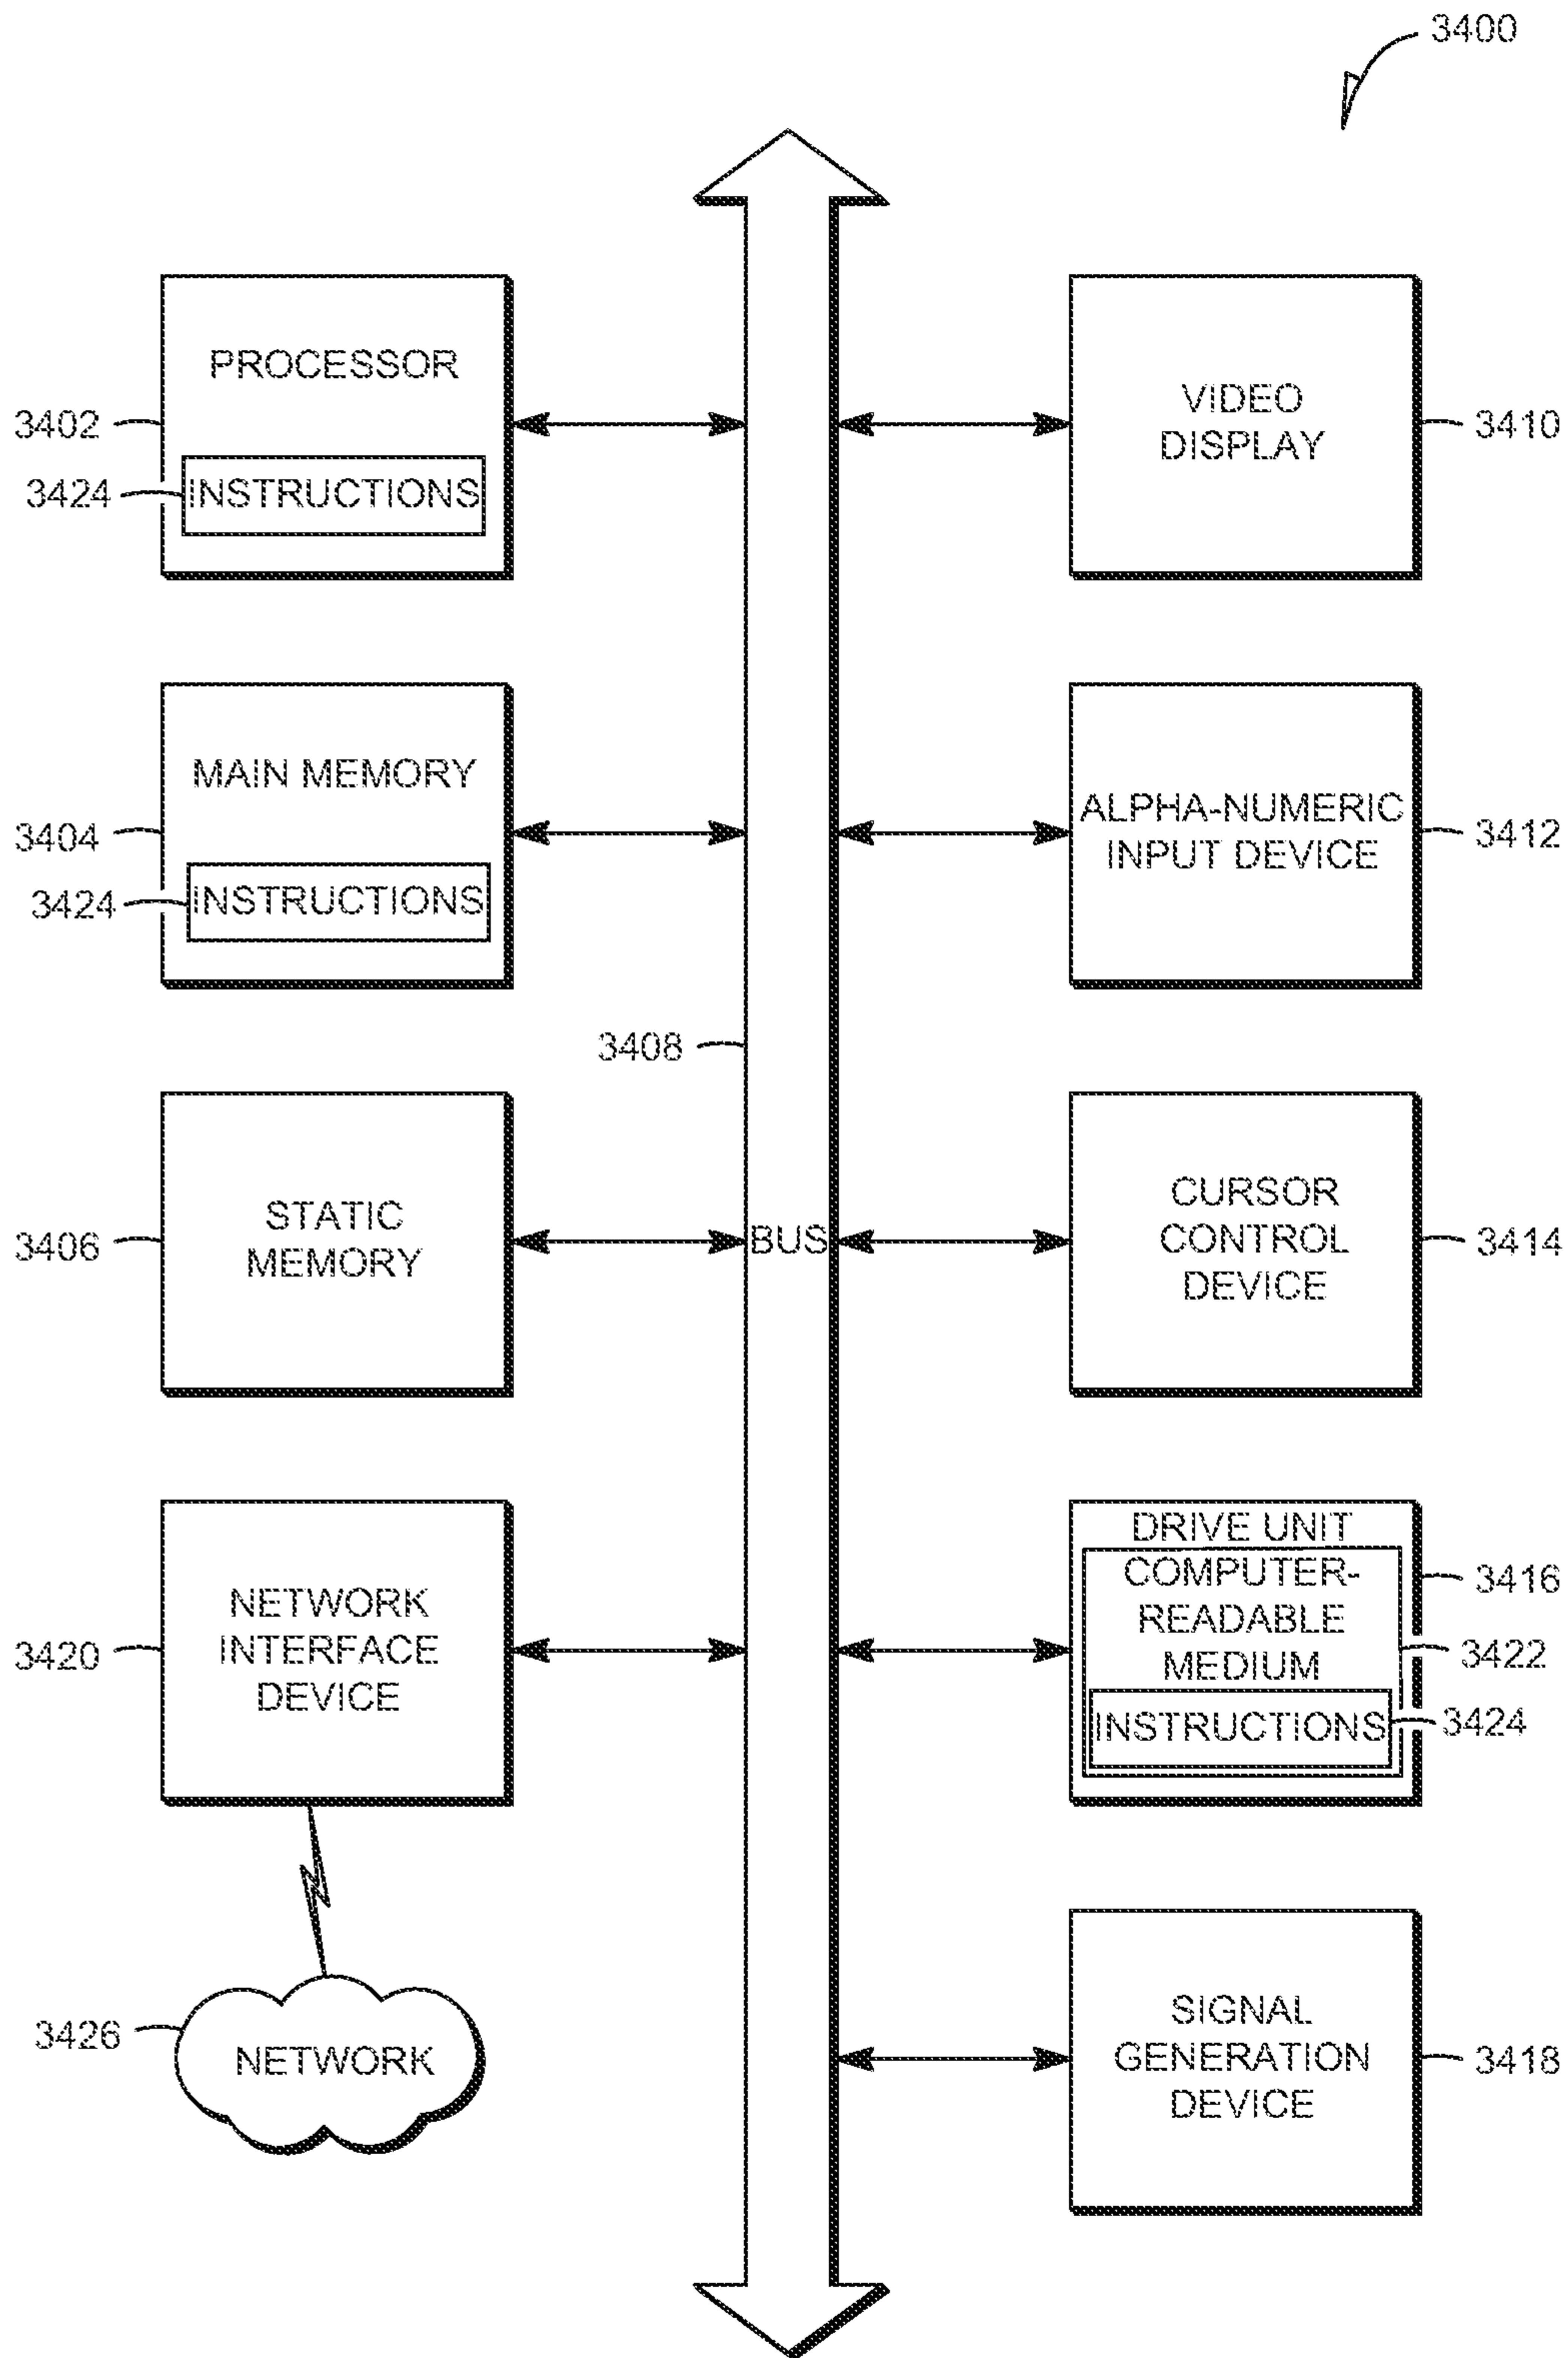 3400
PROCESSOR
3402
3424
INSTRUCTIONS
VIDEO
DISPLAY
3410
MAIN MEMORY
3404
3424
INSTRUCTIONS
ALPHA-NUMERIC
INPUT DEVICE
3412
3408
STATIC
MEMORY
3406
BUS
CURSOR
CONTROL
DEVICE
3414
NETWORK
INTERFACE
DEVICE
3420
DRIVE UNIT
COMPUTER-
READABLE
MEDIUM
INSTRUCTIONS
3416
3422
3424
3426
NETWORK
SIGNAL
GENERATION
DEVICE
3418